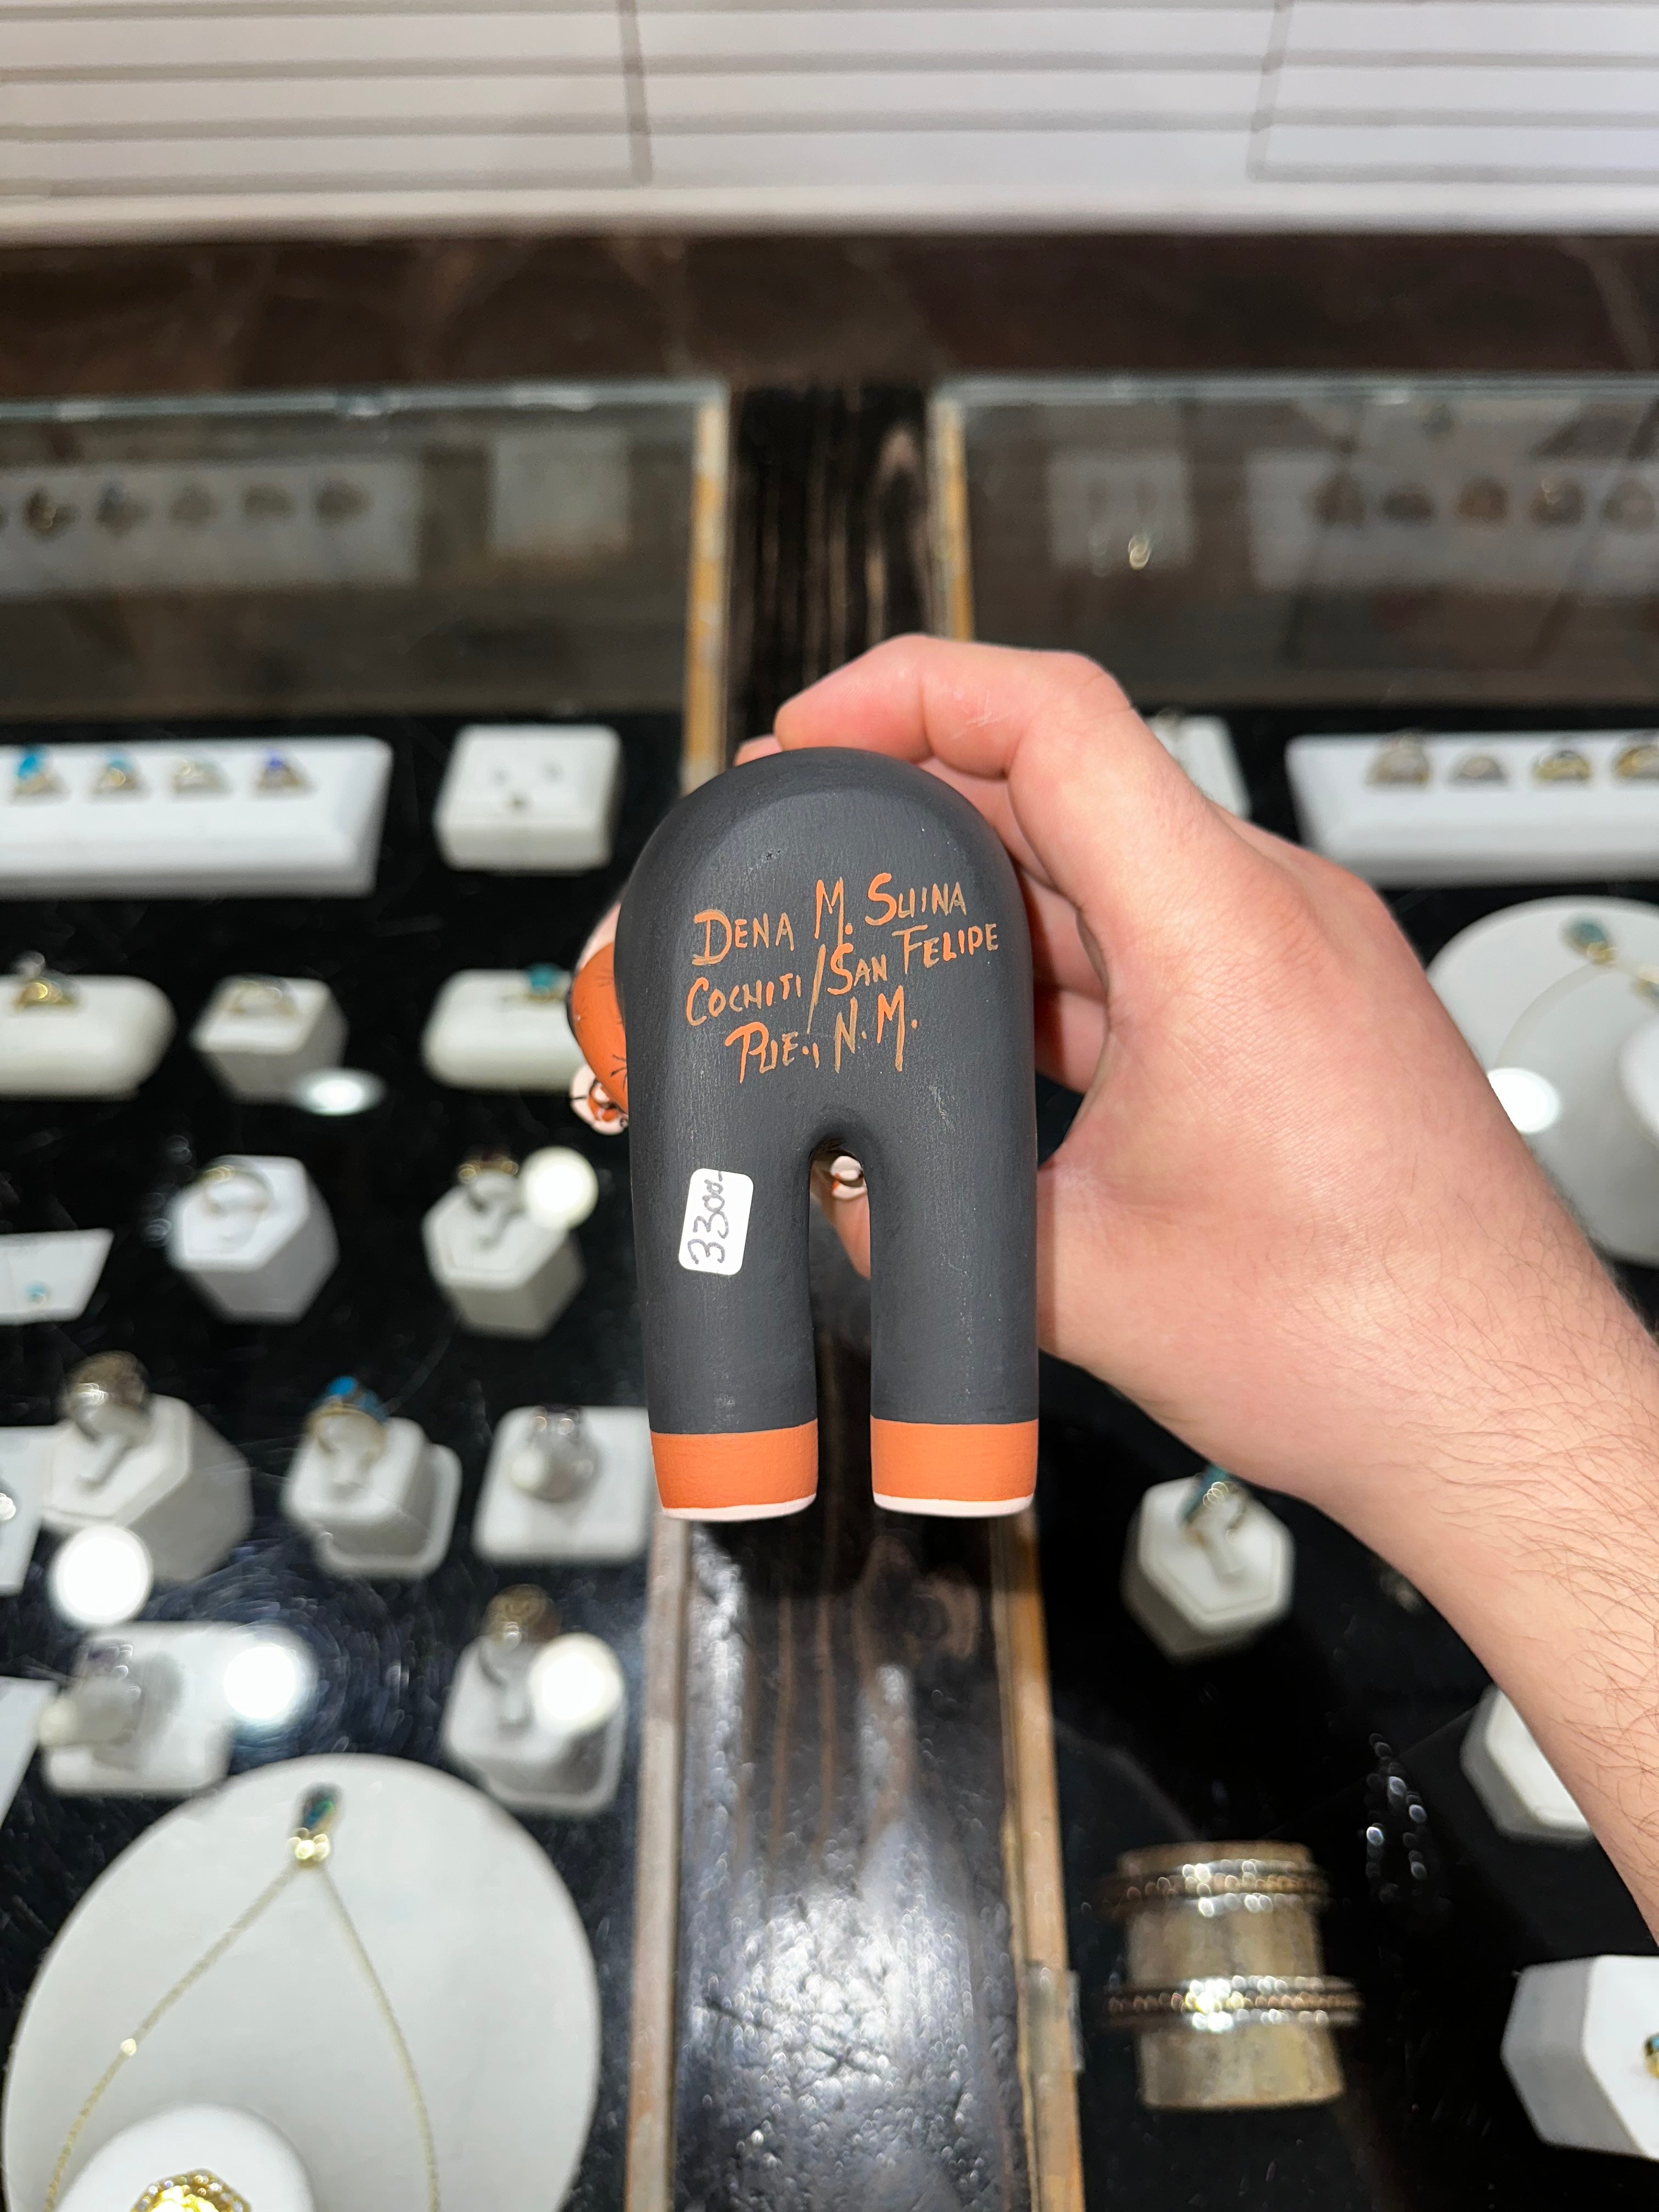 DENA M. SUINA
COCHITI/SAN FELIPE
PUE., N.M.
3300-